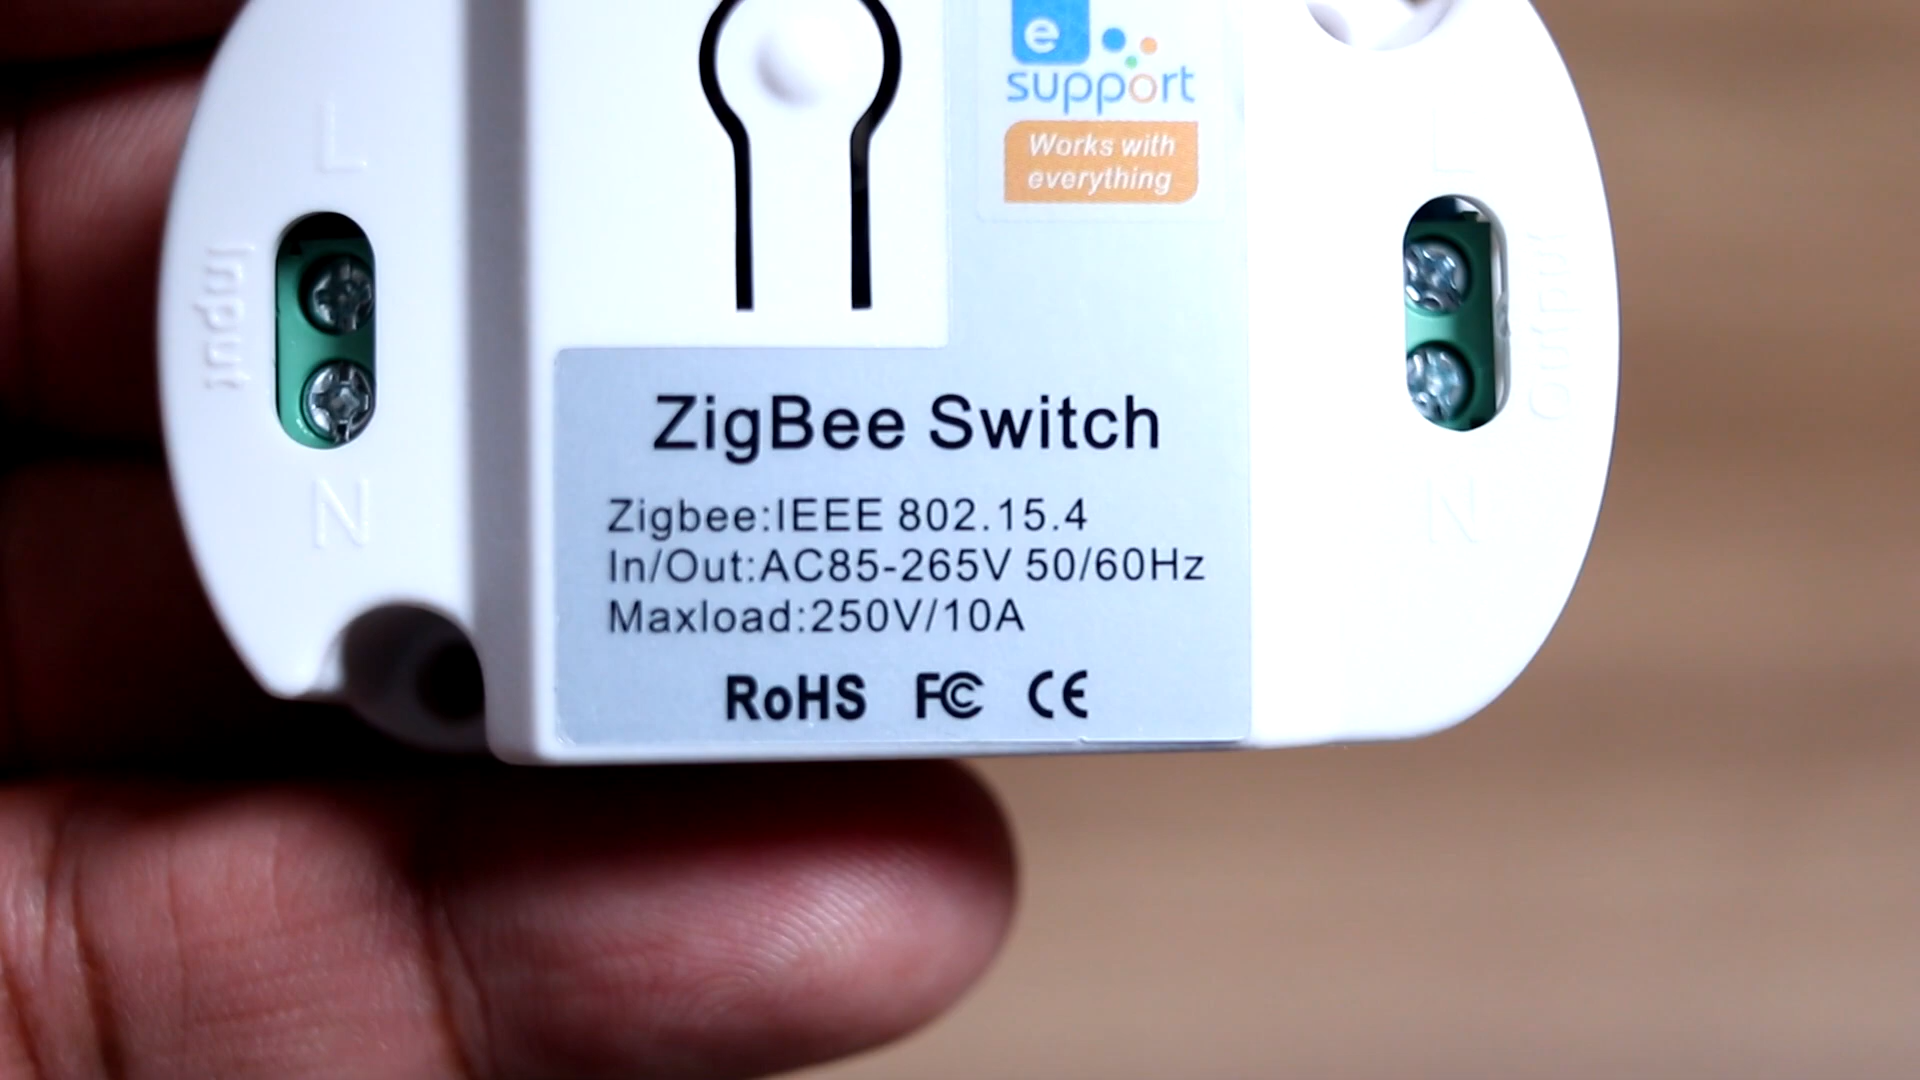 e
support
Works with
everything
L
L
Input
Output
N
N
ZigBee Switch
Zigbee:IEEE 802.15.4
In/Out:AC85-265V 50/60Hz
Maxload:250V/10A
RoHS FC CE